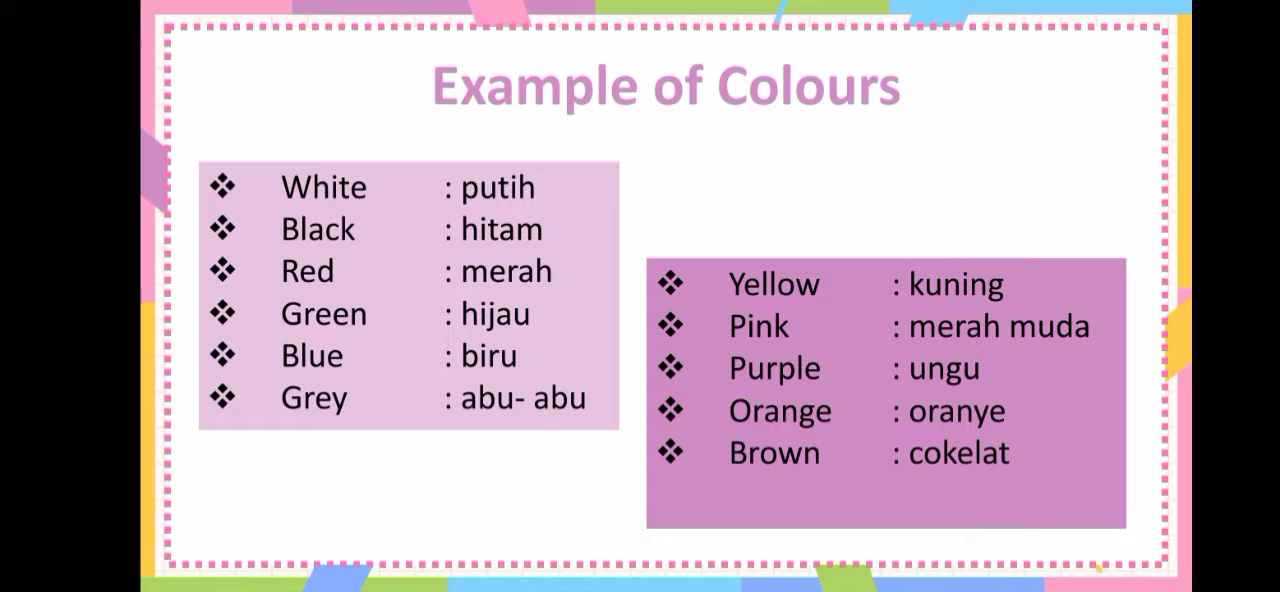 Example of Colours
❖ White : putih
❖ Black : hitam
❖ Red : merah
❖ Green : hijau
❖ Blue : biru
❖ Grey : abu- abu
❖ Yellow : kuning
❖ Pink : merah muda
❖ Purple : ungu
❖ Orange : oranye
❖ Brown : cokelat